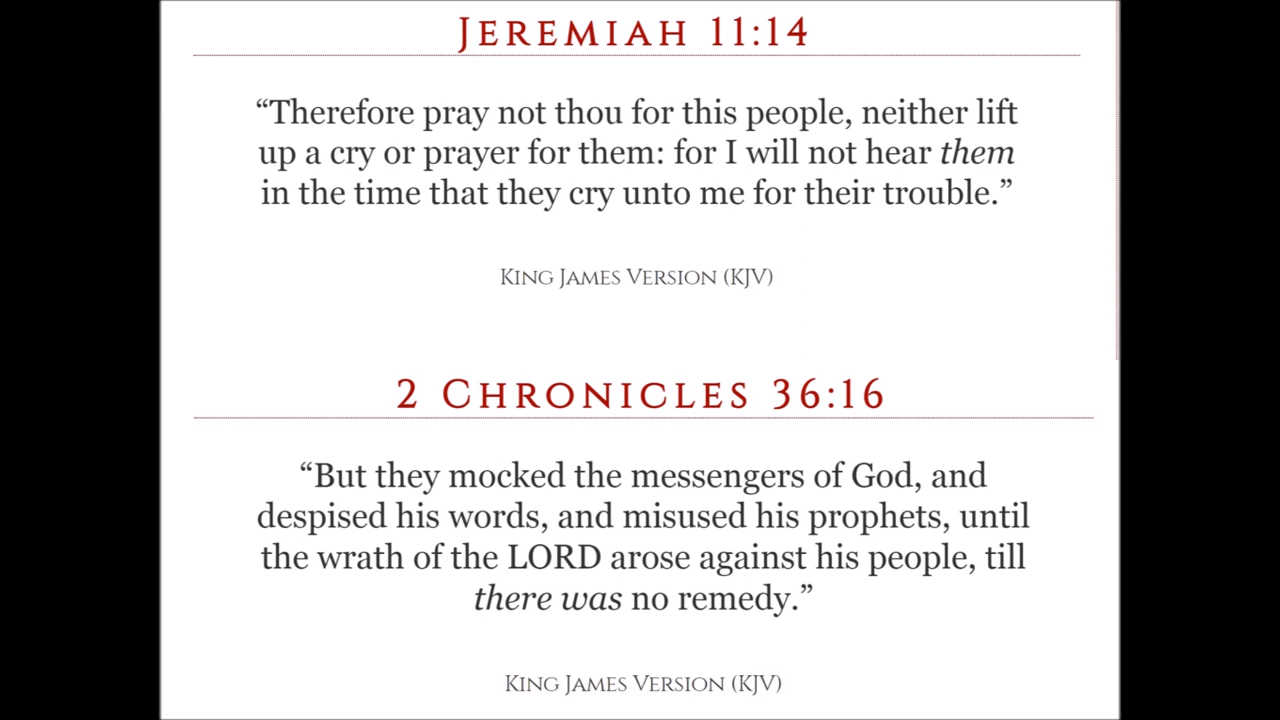 JEREMIAH 11:14
“Therefore pray not thou for this people, neither lift
up a cry or prayer for them: for I will not hear them
in the time that they cry unto me for their trouble.”
KING JAMES VERSION (KJV)
2 CHRONICLES 36:16
“But they mocked the messengers of God, and
despised his words, and misused his prophets, until
the wrath of the LORD arose against his people, till
there was no remedy.”
KING JAMES VERSION (KJV)